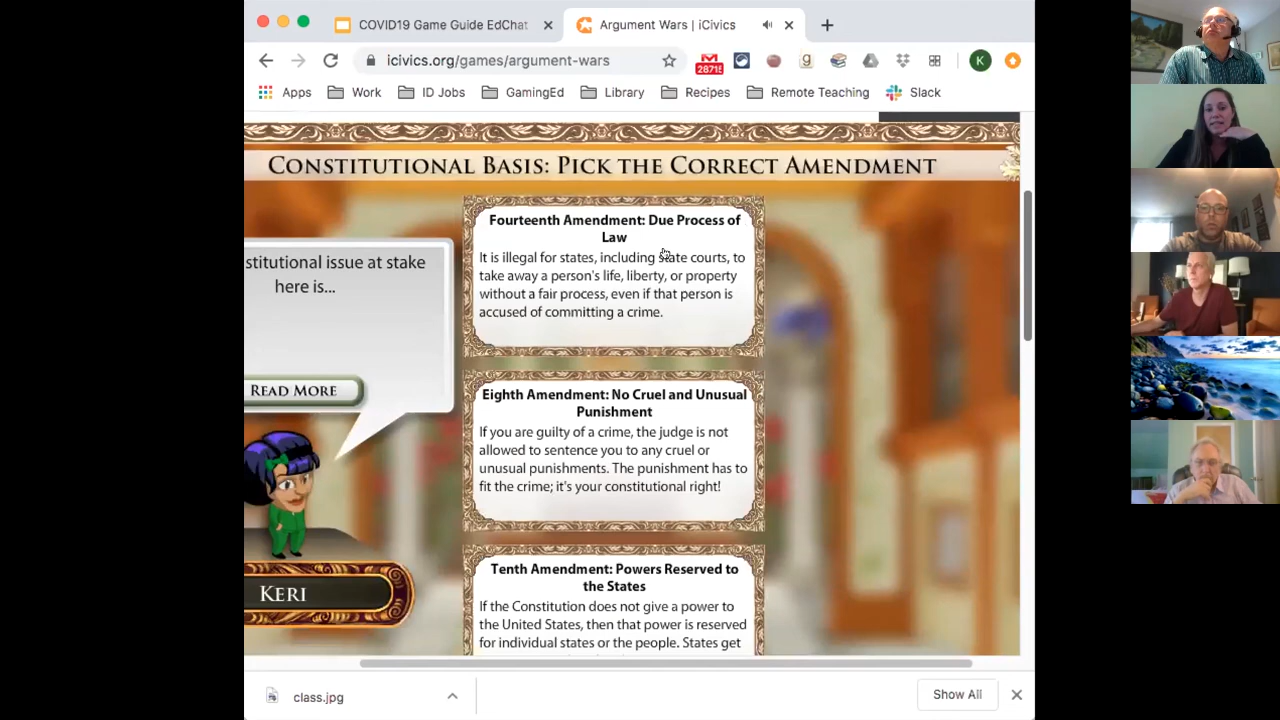 COVID19 Game Guide EdChat
Argument Wars | iCivics
icivics.org/games/argument-wars
28715
g
K
Apps
Work
ID Jobs
GamingEd
Library
Recipes
Remote Teaching
Slack
CONSTITUTIONAL BASIS: PICK THE CORRECT AMENDMENT
stitutional issue at stake
here is...
READ MORE
KERI
Fourteenth Amendment: Due Process of
Law
It is illegal for states, including state courts, to
take away a person's life, liberty, or property
without a fair process, even if that person is
accused of committing a crime.
Eighth Amendment: No Cruel and Unusual
Punishment
If you are guilty of a crime, the judge is not
allowed to sentence you to any cruel or
unusual punishments. The punishment has to
fit the crime; it's your constitutional right!
Tenth Amendment: Powers Reserved to
the States
If the Constitution does not give a power to
the United States, then that power is reserved
for individual states or the people. States get
class.jpg
Show All